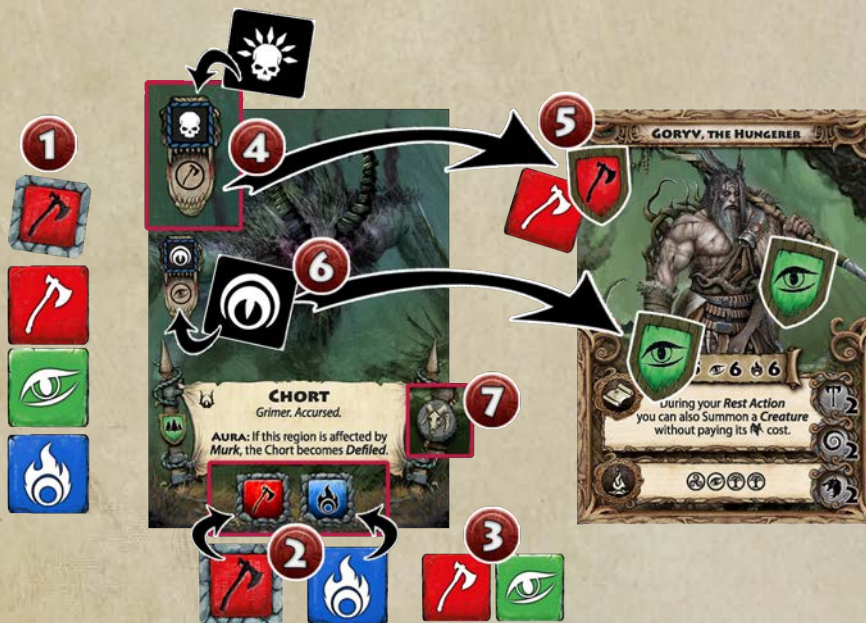 1
4
5
GORYV, THE HUNGERER
6
6 6
During your Rest Action
you can also Summon a Creature
without paying its cost.
2
2
2
CHORT
Grimer. Accursed.
AURA: If this region is affected by
Murk, the Chort becomes Defiled.
7
2
3